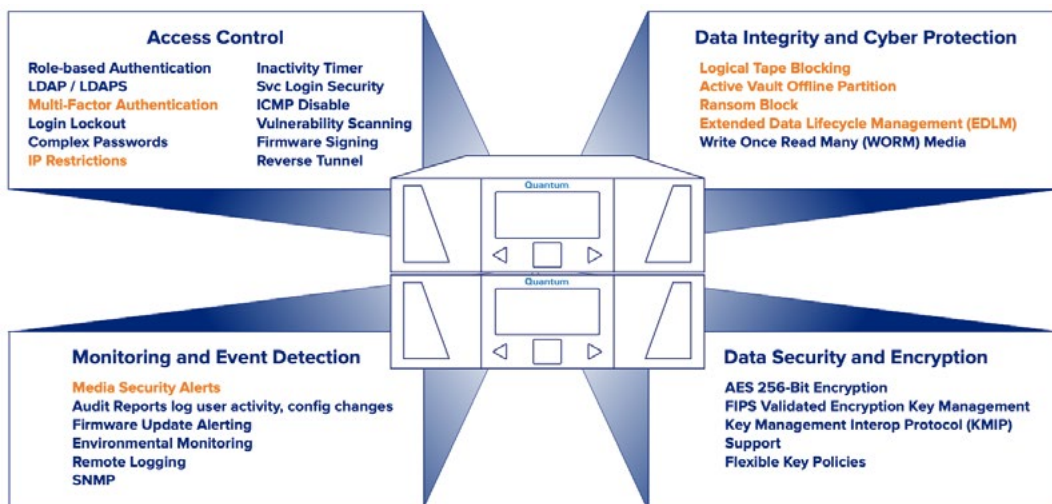 Access Control
Role-based Authentication
LDAP / LDAPS
Multi-Factor Authentication
Login Lockout
Complex Passwords
IP Restrictions
Inactivity Timer
Svc Login Security
ICMP Disable
Vulnerability Scanning
Firmware Signing
Reverse Tunnel
Data Integrity and Cyber Protection
Logical Tape Blocking
Active Vault Offline Partition
Ransom Block
Extended Data Lifecycle Management (EDLM)
Write Once Read Many (WORM) Media
Quantum
Quantum
Monitoring and Event Detection
Media Security Alerts
Audit Reports log user activity, config changes
Firmware Update Alerting
Environmental Monitoring
Remote Logging
SNMP
Data Security and Encryption
AES 256-Bit Encryption
FIPS Validated Encryption Key Management
Key Management Interop Protocol (KMIP)
Support
Flexible Key Policies